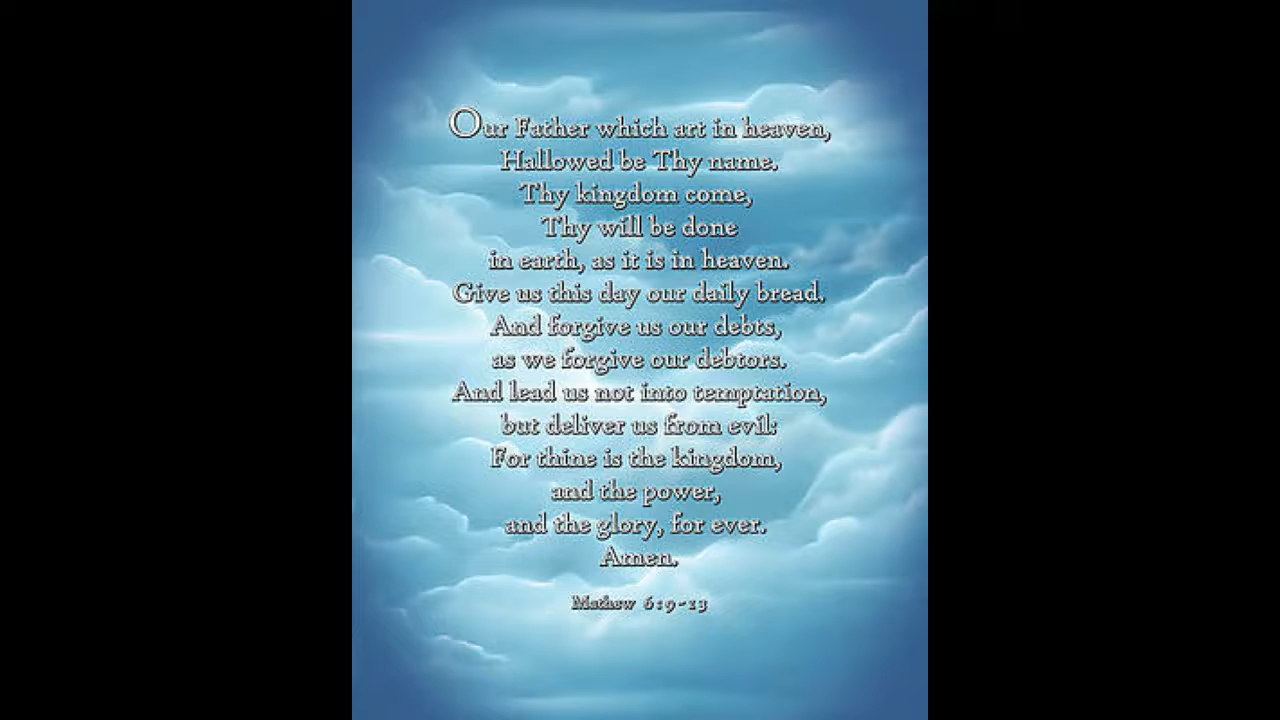 Our Father which art in heaven,
Hallowed be Thy name.
Thy kingdom come,
Thy will be done
in earth, as it is in heaven.
Give us this day our daily bread.
And forgive us our debts,
as we forgive our debtors.
And lead us not into temptation,
but deliver us from evil:
For thine is the kingdom,
and the power,
and the glory, for ever.
Amen.
Mathew 6:9-13